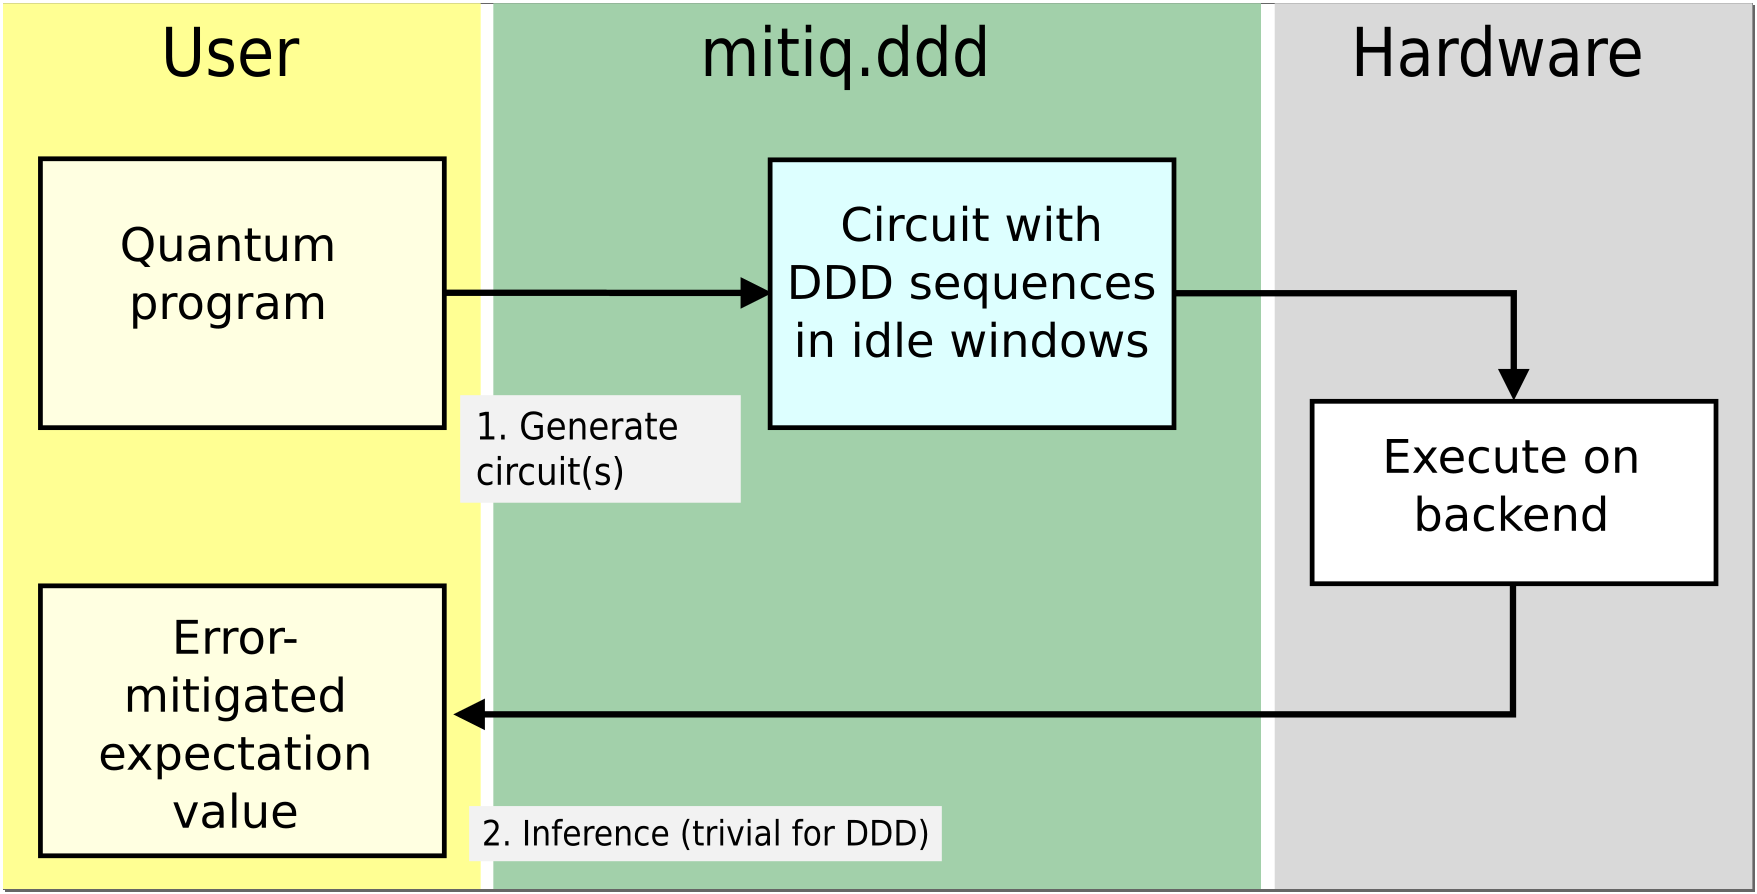 User
mitiq.ddd
Hardware
Quantum
program
Circuit with
DDD sequences
in idle windows
1. Generate
circuit(s)
Execute on
backend
Error-
mitigated
expectation
value
2. Inference (trivial for DDD)